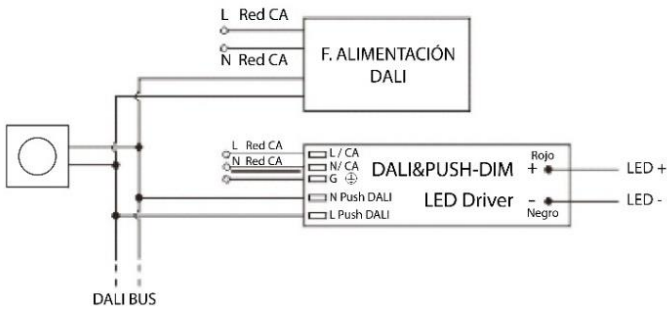 L Red CA
N Red CA
F. ALIMENTACIÓN
DALI
L Red CA
N Red CA
L / CA
N/ CA
G
N Push DALI
L Push DALI
DALI&PUSH-DIM
LED Driver
Rojo
+
−
Negro
LED +
LED -
DALI BUS